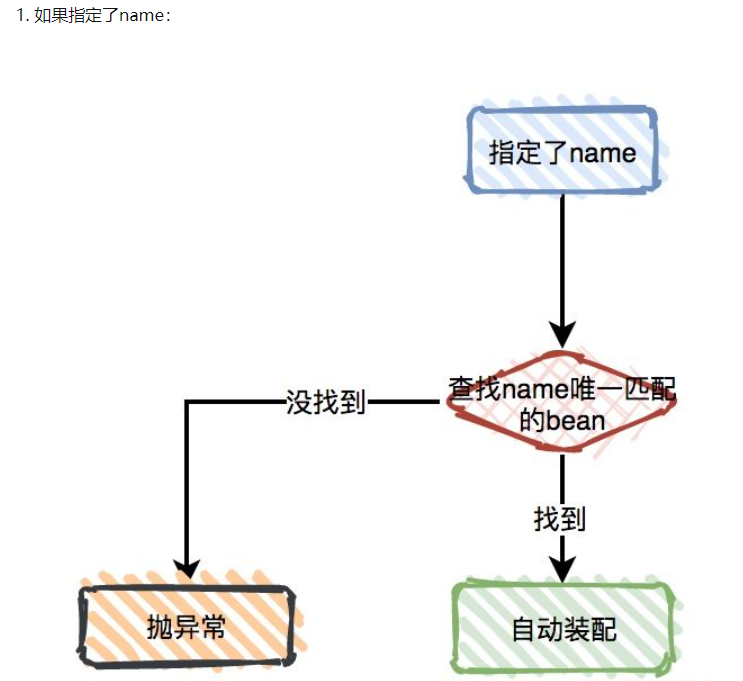 1. 如果指定了name：
指定了name
查找name唯一匹配
的bean
没找到
找到
抛异常
自动装配